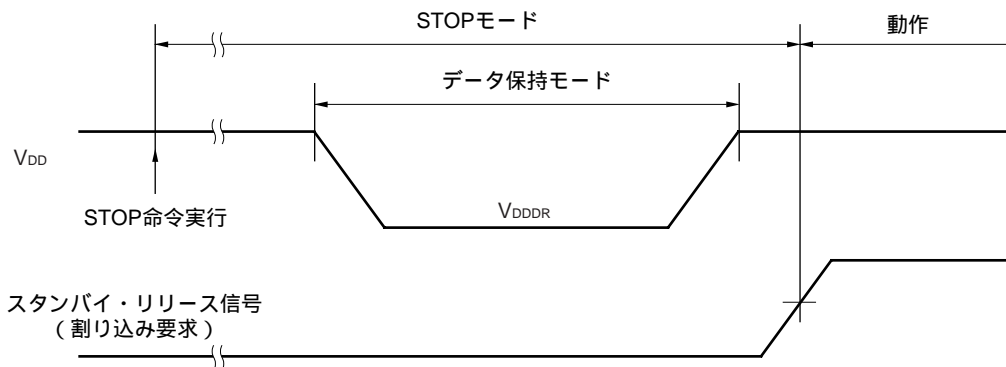 STOPモード
動作
データ保持モード
VDD
STOP命令実行
VDDDR
スタンバイ・リリース信号
（割り込み要求）